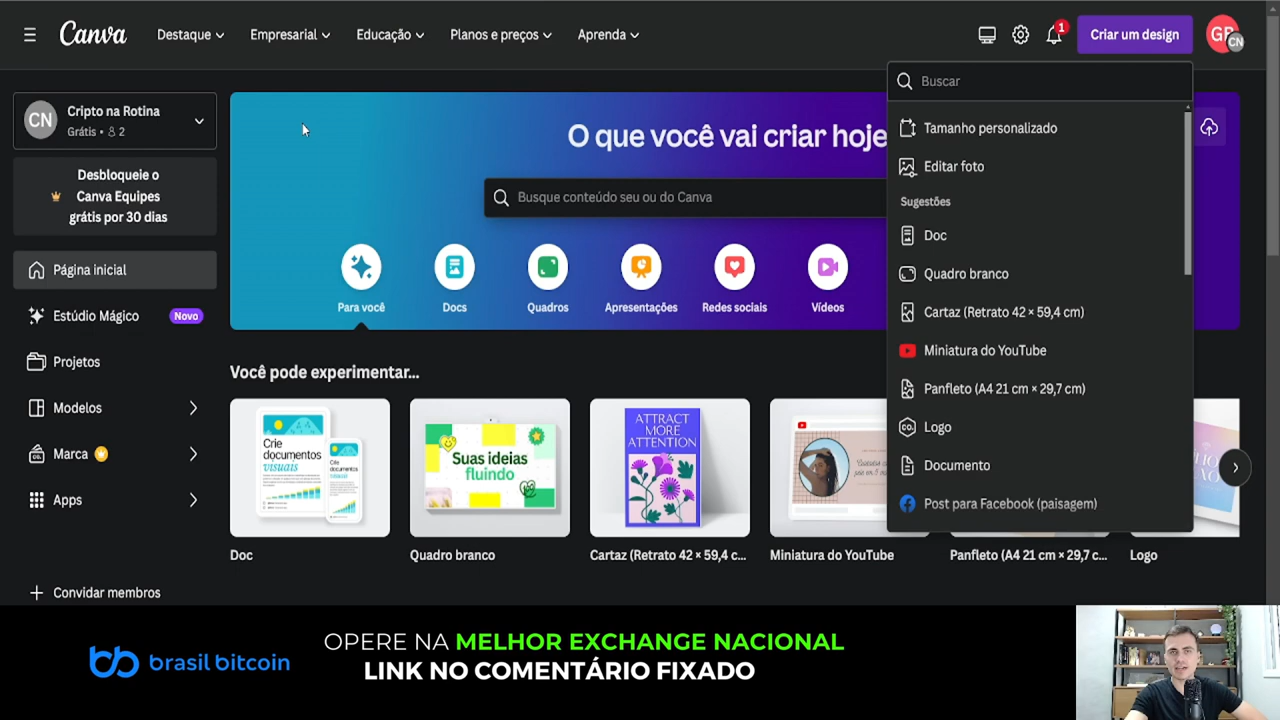 Canva
Destaque
Empresarial
Educação
Planos e preços
Aprenda
1
Criar um design
CN
Cripto na Rotina
Grátis • 2
CN
Desbloqueie o
Canva Equipes
grátis por 30 dias
Página inicial
Estúdio Mágico
Novo
Projetos
Modelos
Marca
Apps
Convidar membros
O que você vai criar hoje
Busque conteúdo seu ou do Canva
Para você
Docs
Quadros
Apresentações
Redes sociais
Vídeos
Buscar
Tamanho personalizado
Editar foto
Sugestões
Doc
Quadro branco
Cartaz (Retrato 42 × 59,4 cm)
Miniatura do YouTube
Panfleto (A4 21 cm × 29,7 cm)
Logo
Documento
Post para Facebook (paisagem)
Você pode experimentar...
Crie
documentos
visuais
Suas ideias
fluindo
ATTRACT
MORE
ATTENTION
Doc
Quadro branco
Cartaz (Retrato 42 × 59,4 c...
Miniatura do YouTube
Panfleto (A4 21 cm × 29,7 c...
Logo
brasil bitcoin
OPERE NA MELHOR EXCHANGE NACIONAL
LINK NO COMENTÁRIO FIXADO